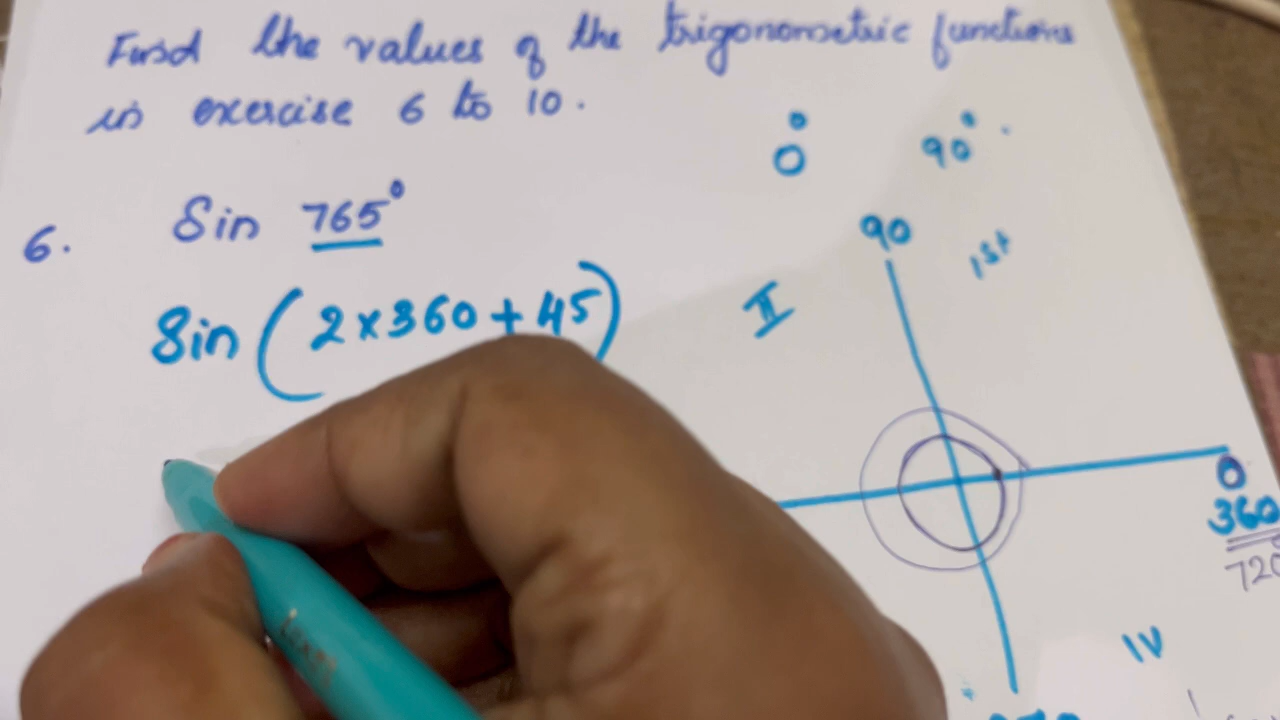 Find the values of the trigonometric functions
in exercise 6 to 10.
0° 90°
6. Sin 765°
90
1st
II
Sin (2×360+45)
0
360
720
IV